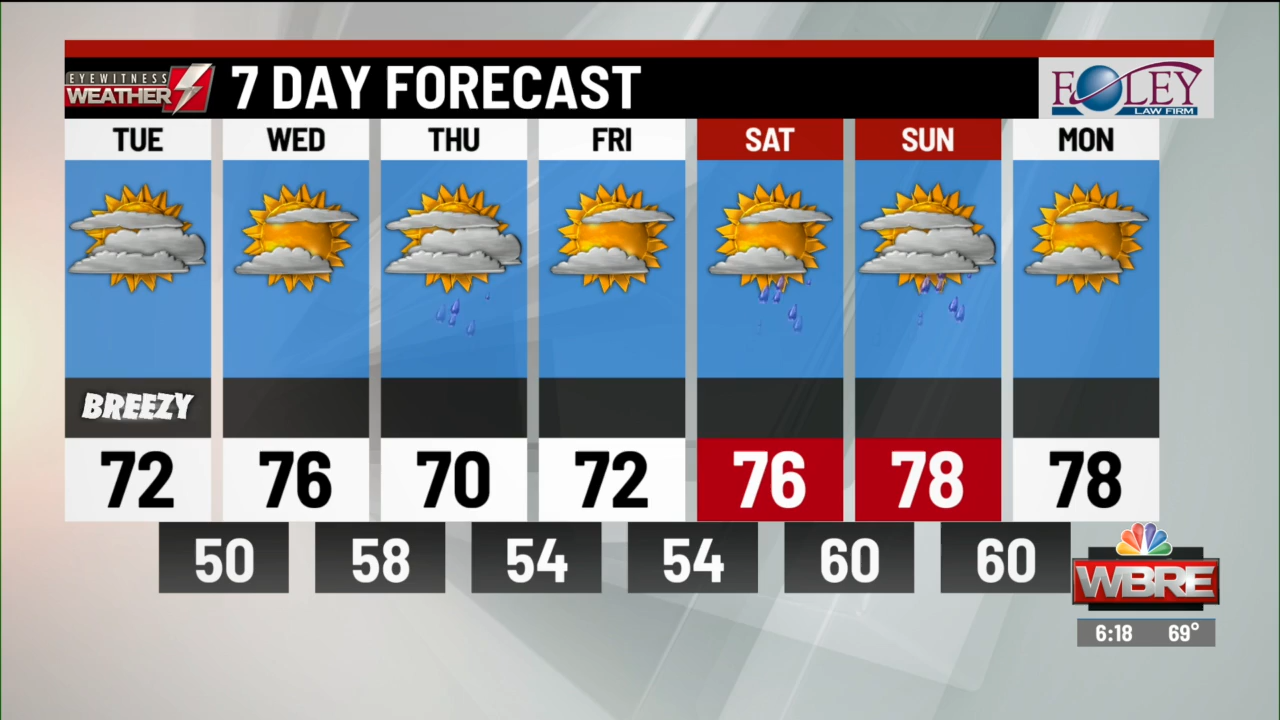 EYEWITNESS
WEATHER
7 DAY FORECAST
FOLEY
LAW FIRM
TUE WED THU FRI SAT SUN MON
BREEZY
72 76 70 72 76 78 78
50 58 54 54 60 60
WBRE
6:18 69°